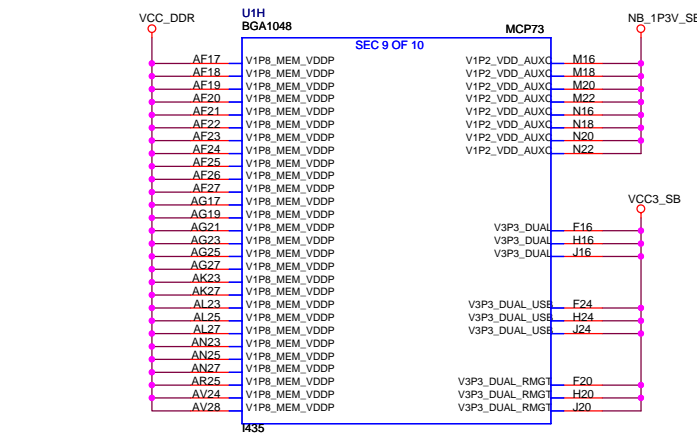 VCC_DDR U1H NB_1P3V_SB
BGA1048 MCP73
SEC 9 OF 10
AF17 V1P8_MEM_VDDP V1P2_VDD_AUXC M16
AF18 V1P8_MEM_VDDP V1P2_VDD_AUXC M18
AF19 V1P8_MEM_VDDP V1P2_VDD_AUXC M20
AF20 V1P8_MEM_VDDP V1P2_VDD_AUXC M22
AF21 V1P8_MEM_VDDP V1P2_VDD_AUXC N16
AF22 V1P8_MEM_VDDP V1P2_VDD_AUXC N18
AF23 V1P8_MEM_VDDP V1P2_VDD_AUXC N20
AF24 V1P8_MEM_VDDP V1P2_VDD_AUXC N22
AF25 V1P8_MEM_VDDP
AF26 V1P8_MEM_VDDP
AF27 V1P8_MEM_VDDP
AG17 V1P8_MEM_VDDP VCC3_SB
AG19 V1P8_MEM_VDDP
AG21 V1P8_MEM_VDDP V3P3_DUAL F16
AG23 V1P8_MEM_VDDP V3P3_DUAL H16
AG25 V1P8_MEM_VDDP V3P3_DUAL J16
AG27 V1P8_MEM_VDDP
AK23 V1P8_MEM_VDDP
AK27 V1P8_MEM_VDDP
AL23 V1P8_MEM_VDDP V3P3_DUAL_USB F24
AL25 V1P8_MEM_VDDP V3P3_DUAL_USB H24
AL27 V1P8_MEM_VDDP V3P3_DUAL_USB J24
AN23 V1P8_MEM_VDDP
AN25 V1P8_MEM_VDDP
AN27 V1P8_MEM_VDDP
AR25 V1P8_MEM_VDDP V3P3_DUAL_RMGT F20
AV24 V1P8_MEM_VDDP V3P3_DUAL_RMGT H20
AV28 V1P8_MEM_VDDP V3P3_DUAL_RMGT J20
I435